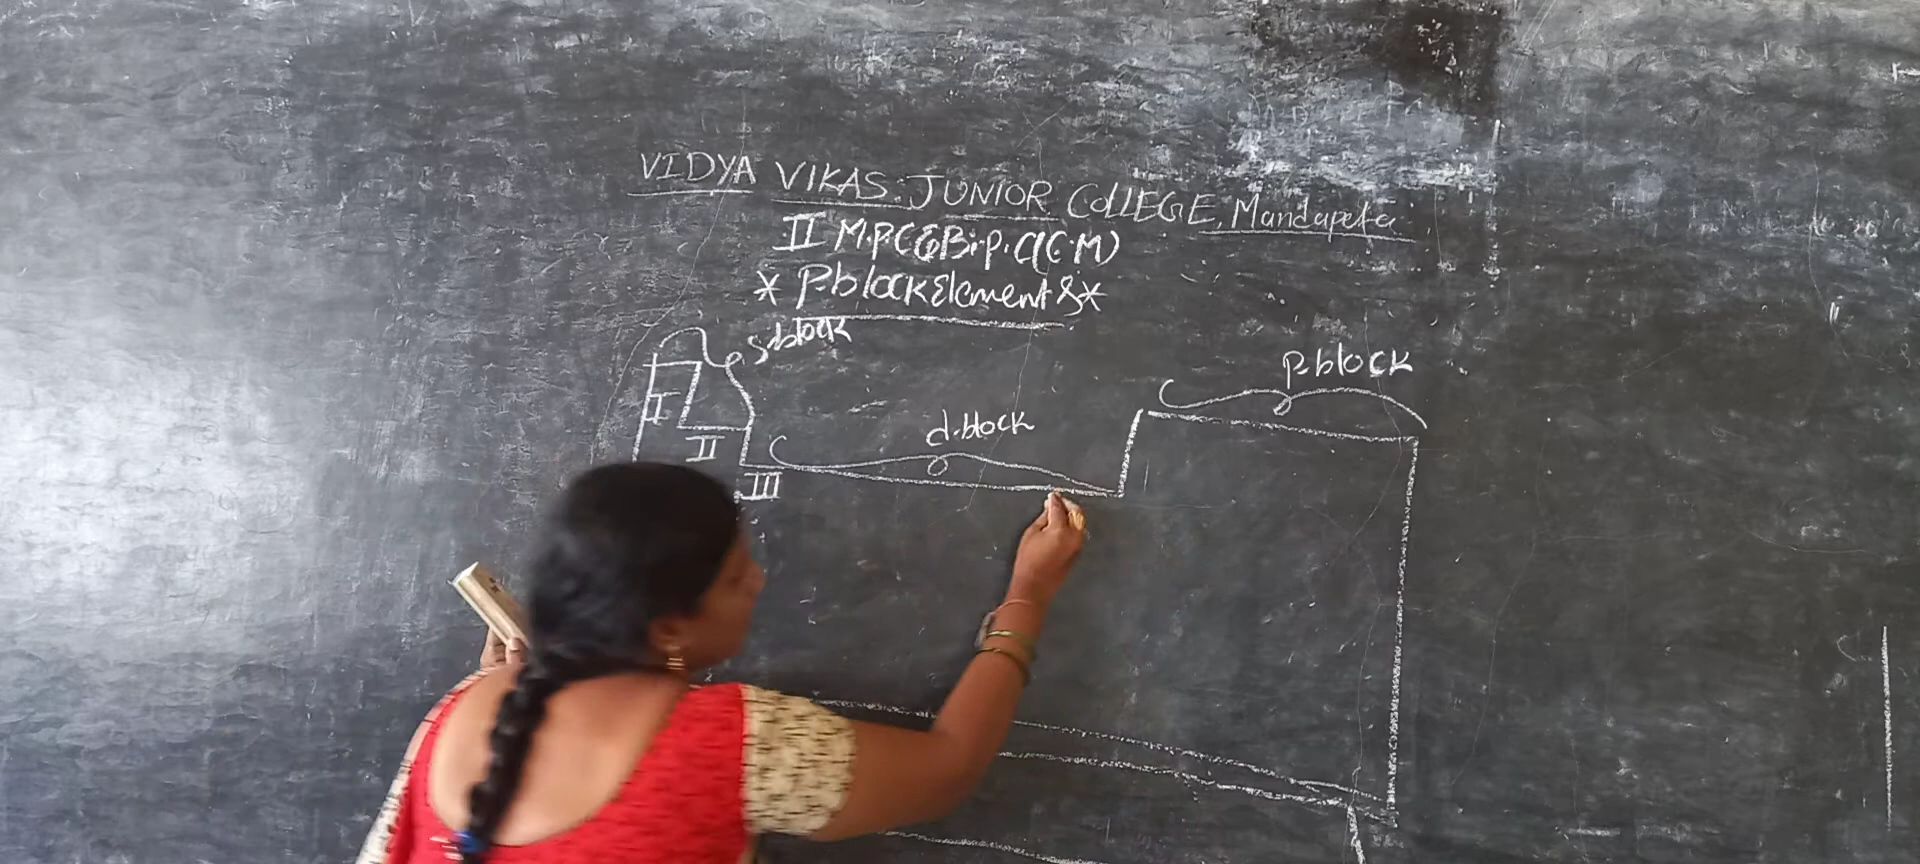 VIDYA VIKAS JUNIOR COLLEGE, Mandapeta
II M.P.C & Bi.P.C (C.M)
* P-block Elements *
s-block
p-block
I
d-block
II
III